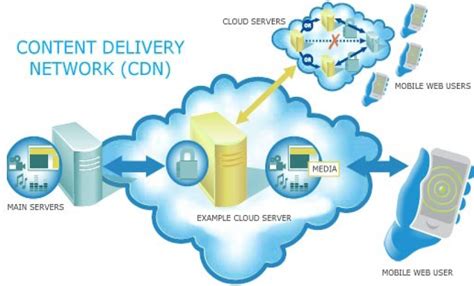 CONTENT DELIVERY
NETWORK (CDN)
CLOUD SERVERS
MOBILE WEB USERS
MEDIA
MAIN SERVERS
EXAMPLE CLOUD SERVER
MOBILE WEB USER